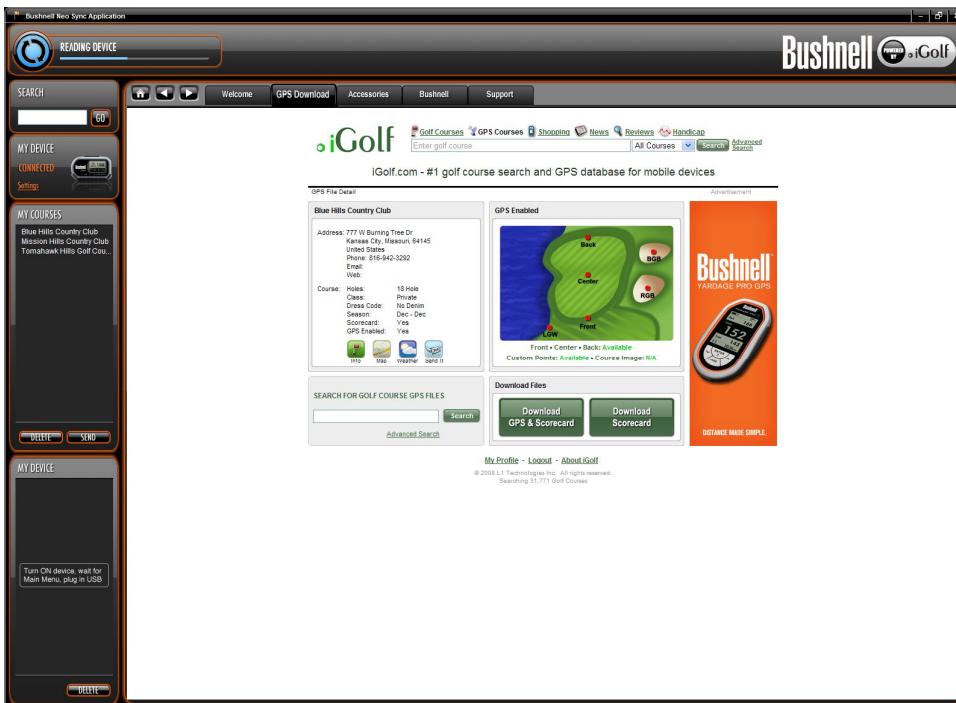 Bushnell Neo Sync Application
READING DEVICE
Bushnell POWERED BY iGolf
SEARCH
GO
MY DEVICE
CONNECTED
Settings
MY COURSES
Blue Hills Country Club
Mission Hills Country Club
Tomahawk Hills Golf Cou...
DELETE SEND
MY DEVICE
Turn ON device, wait for
Main Menu, plug in USB
DELETE
Welcome GPS Download Accessories Bushnell Support
iGolf
Golf Courses GPS Courses Shopping News Reviews Handicap
Enter golf course All Courses Search Advanced Search
iGolf.com - #1 golf course search and GPS database for mobile devices
GPS File Detail
Advertisement
Blue Hills Country Club
Address: 777 W Burning Tree Dr
Kansas City, Missouri, 64145
United States
Phone: 816-942-3292
Email:
Web:
Course: Holes: 18 Hole
Class: Private
Dress Code: No Denim
Season: Dec - Dec
Scorecard: Yes
GPS Enabled: Yes
Info Map Weather Send It
GPS Enabled
Back
BGB
Center
RGB
Front
LGW
Front • Center • Back: Available
Custom Points: Available • Course Image: N/A
SEARCH FOR GOLF COURSE GPS FILES
Search
Advanced Search
Download Files
Download GPS & Scorecard
Download Scorecard
Bushnell
YARDAGE PRO GPS
152
143
DISTANCE MADE SIMPLE.
My Profile - Logout - About iGolf
© 2008 L1 Technologies Inc. All rights reserved.
Searching 31,771 Golf Courses